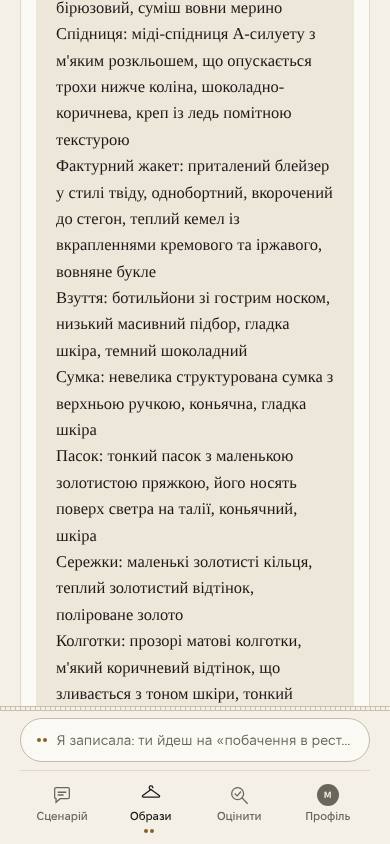 бірюзовий, суміш вовни мерино
Спідниця: міді-спідниця А-силуету з
м'яким розкльошем, що опускається
трохи нижче коліна, шоколадно-
коричнева, креп із ледь помітною
текстурою
Фактурний жакет: приталений блейзер
у стилі твіду, однобортний, вкорочений
до стегон, теплий кемел із
вкрапленнями кремового та іржавого,
вовняне букле
Взуття: ботильйони зі гострим носком,
низький масивний підбор, гладка
шкіра, темний шоколадний
Сумка: невелика структурована сумка з
верхньою ручкою, коньячна, гладка
шкіра
Пасок: тонкий пасок з маленькою
золотистою пряжкою, його носять
поверх светра на талії, коньячний,
шкіра
Сережки: маленькі золотисті кільця,
теплий золотистий відтінок,
поліроване золото
Колготки: прозорі матові колготки,
м'який коричневий відтінок, що
зливається з тоном шкіри, тонкий
Я записала: ти йдеш на «побачення в рест...
Сценарій
Образи
Оцінити
М
Профіль